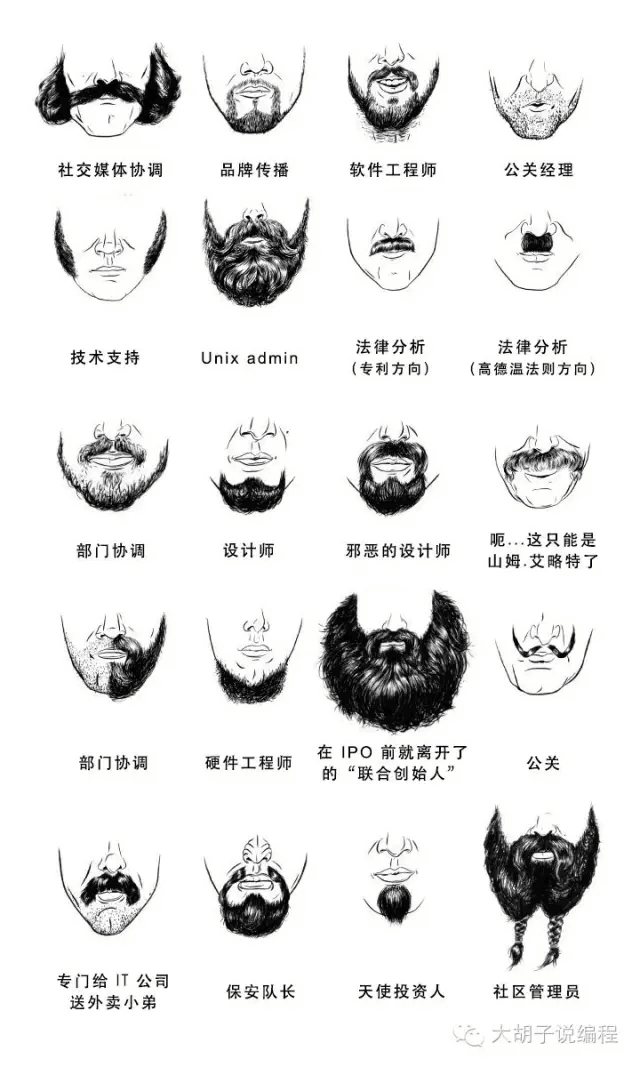 社交媒体协调
品牌传播
软件工程师
公关经理
技术支持
Unix admin
法律分析
（专利方向）
法律分析
（高德温法则方向）
部门协调
设计师
邪恶的设计师
呃...这只能是
山姆.艾略特了
部门协调
硬件工程师
在 IPO 前就离开了
的“联合创始人”
公关
专门给 IT 公司
送外卖小弟
保安队长
天使投资人
社区管理员
大胡子说编程